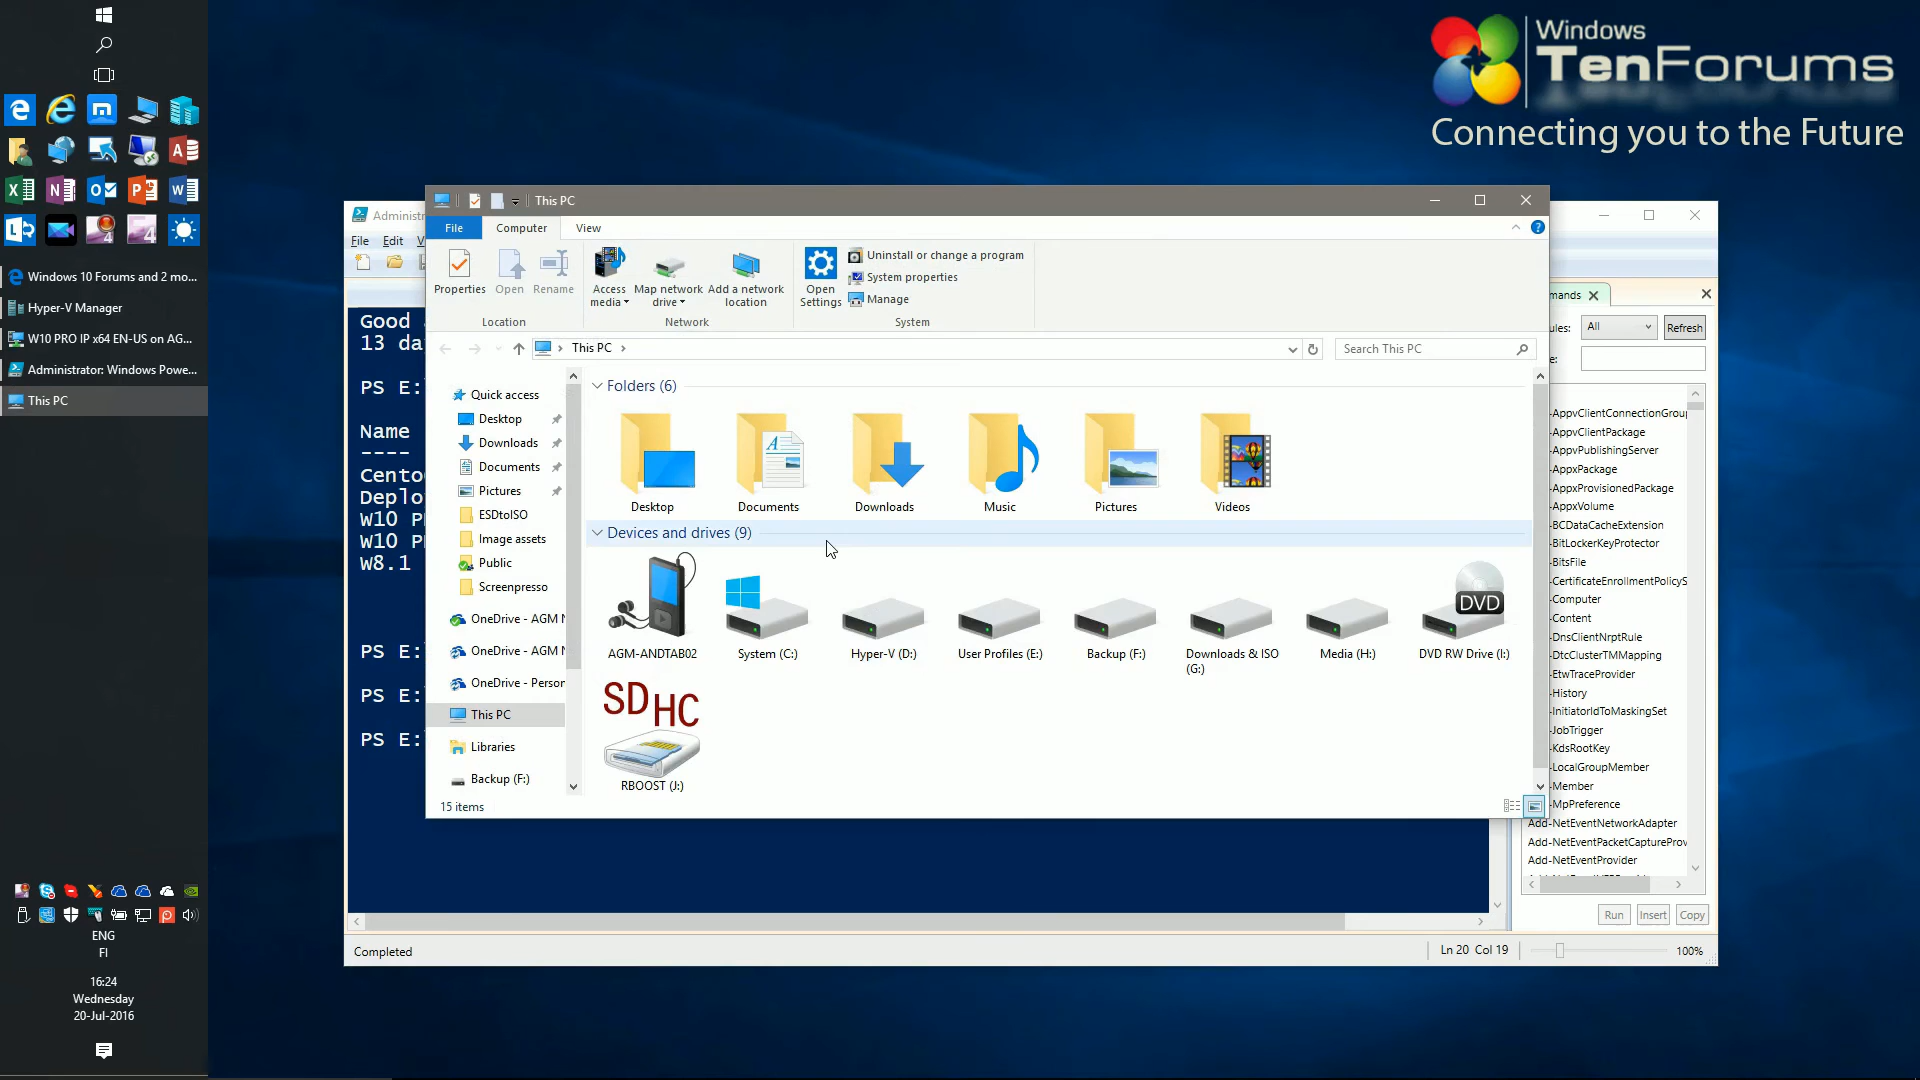 Windows
TenForums
Connecting you to the Future
Windows 10 Forums and 2 mo...
Hyper-V Manager
W10 PRO IP x64 EN-US on AG...
Administrator: Windows Powe...
This PC
ENG
FI
16:24
Wednesday
20-Jul-2016
This PC
File
Computer
View
Properties
Open
Rename
Location
Access media
Map network drive
Add a network location
Network
Open Settings
Uninstall or change a program
System properties
Manage
System
This PC
Search This PC
Quick access
Desktop
Downloads
Documents
Pictures
ESDtoISO
Image assets
Public
Screenpresso
OneDrive - AGM
OneDrive - AGM
OneDrive - Person
This PC
Libraries
Backup (F:)
Folders (6)
Desktop
Documents
Downloads
Music
Pictures
Videos
Devices and drives (9)
AGM-ANDTAB02
System (C:)
Hyper-V (D:)
User Profiles (E:)
Backup (F:)
Downloads & ISO (G:)
Media (H:)
DVD
DVD RW Drive (I:)
SD HC
RBOOST (J:)
15 items
Administr
File
Edit
Good
13 da
PS E:
Name
----
Cento
Deplo
W10 P
W10 P
W8.1
PS E:
PS E:
PS E:
Completed
Ln 20 Col 19
100%
mands
ules:
All
Refresh
e:
-AppvClientConnectionGroup
-AppvClientPackage
-AppvPublishingServer
-AppxPackage
-AppxProvisionedPackage
-AppxVolume
-BCDataCacheExtension
-BitLockerKeyProtector
-BitsFile
-CertificateEnrollmentPolicyS
-Computer
-Content
-DnsClientNrptRule
-DtcClusterTMMapping
-EtwTraceProvider
-History
-InitiatorIdToMaskingSet
-JobTrigger
-KdsRootKey
-LocalGroupMember
-Member
-MpPreference
Add-NetEventNetworkAdapter
Add-NetEventPacketCaptureProv
Add-NetEventProvider
Run
Insert
Copy